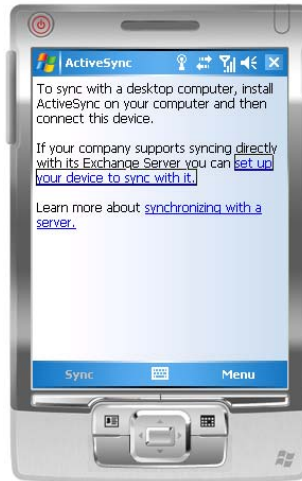 ActiveSync
To sync with a desktop computer, install
ActiveSync on your computer and then
connect this device.
If your company supports syncing directly
with its Exchange Server you can set up
your device to sync with it.
Learn more about synchronizing with a
server.
Sync Menu